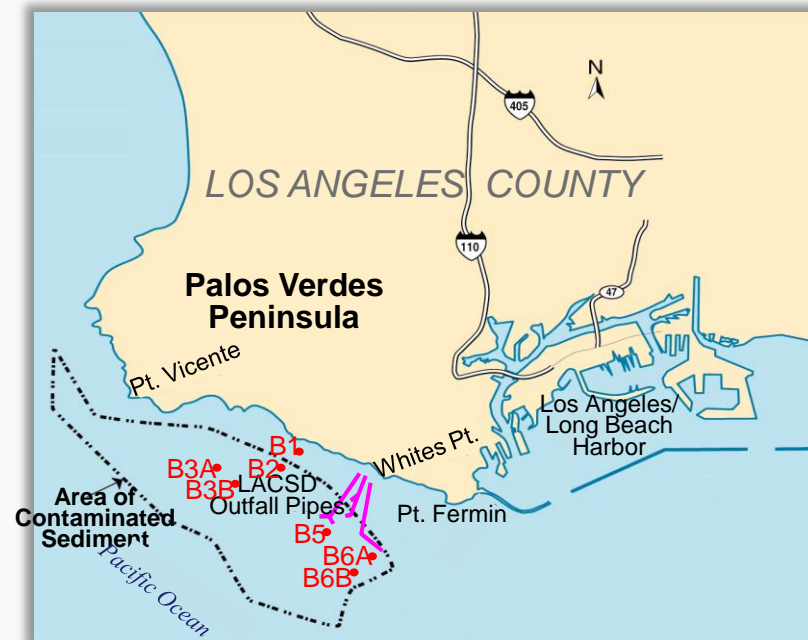 N
405
LOS ANGELES COUNTY
110
47
Palos Verdes
Peninsula
Pt. Vicente
Los Angeles/
Long Beach
Harbor
Whites Pt.
B1
B2
B3A
B3B
LACSD
Outfall Pipes
Pt. Fermin
Area of
Contaminated
Sediment
B5
B6A
B6B
Pacific Ocean